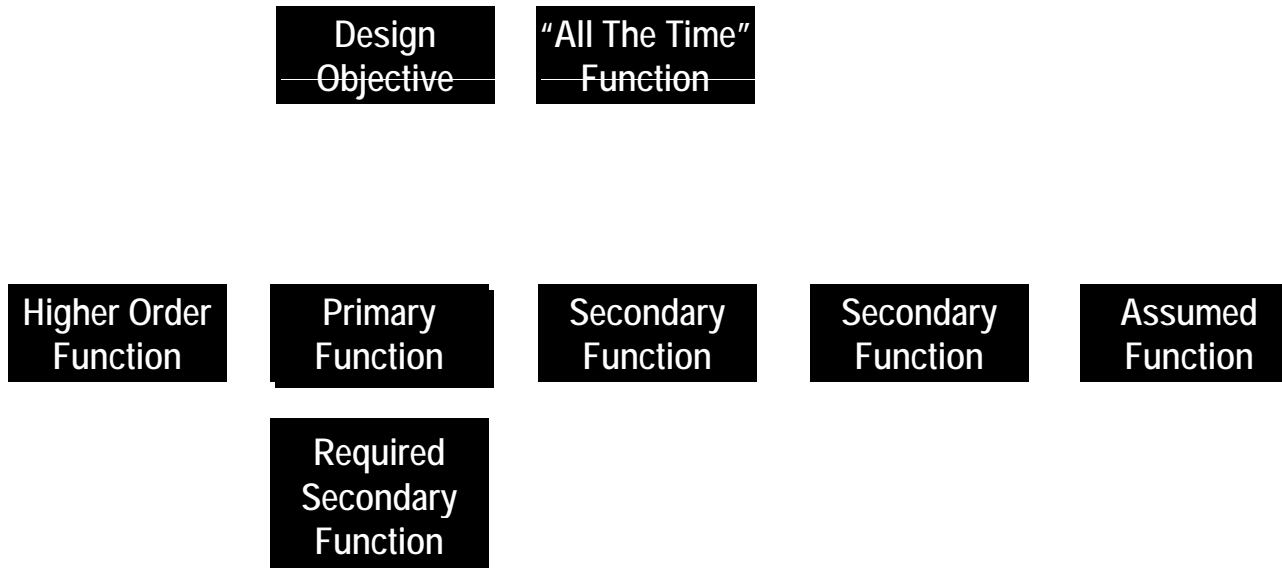 Design
Objective
“All The Time”
Function
Higher Order
Function
Primary
Function
Secondary
Function
Secondary
Function
Assumed
Function
Required
Secondary
Function